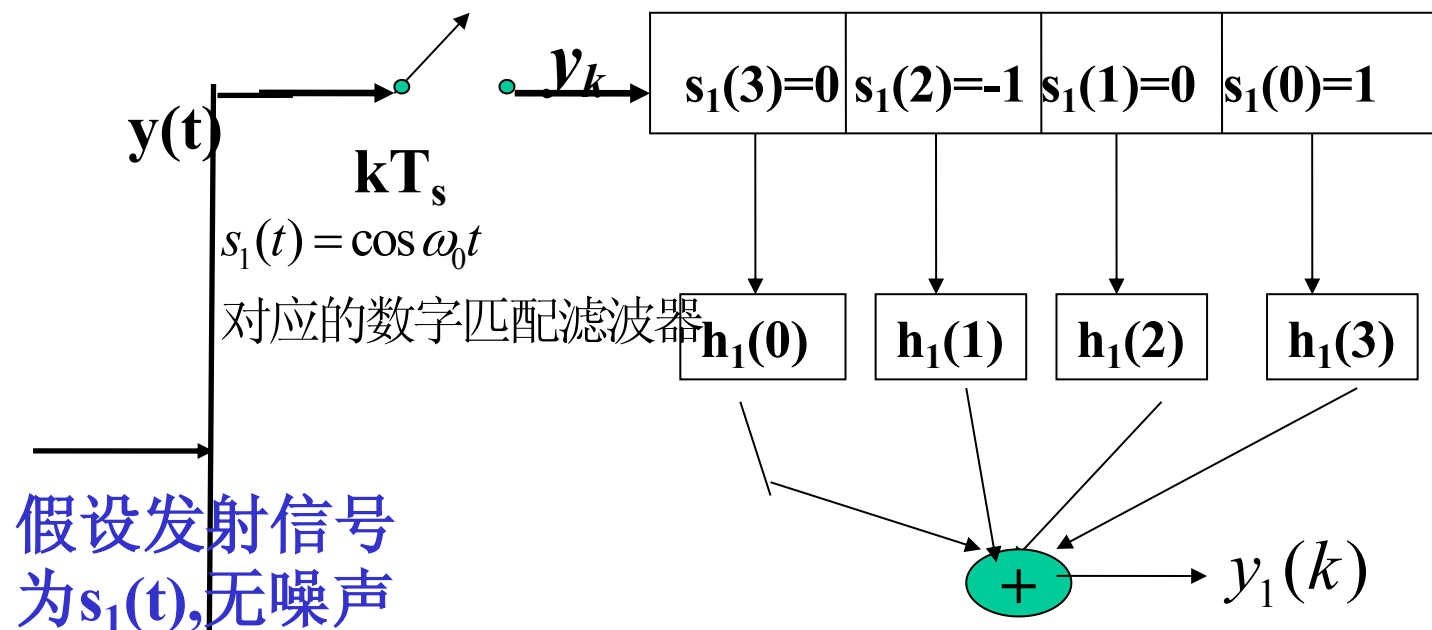 y(t)
kTₛ
yₖ
s₁(3)=0 s₁(2)=-1 s₁(1)=0 s₁(0)=1
s₁(t) = cos ω₀t
对应的数字匹配滤波器
h₁(0) h₁(1) h₁(2) h₁(3)
假设发射信号
为s₁(t),无噪声
+
y₁(k)